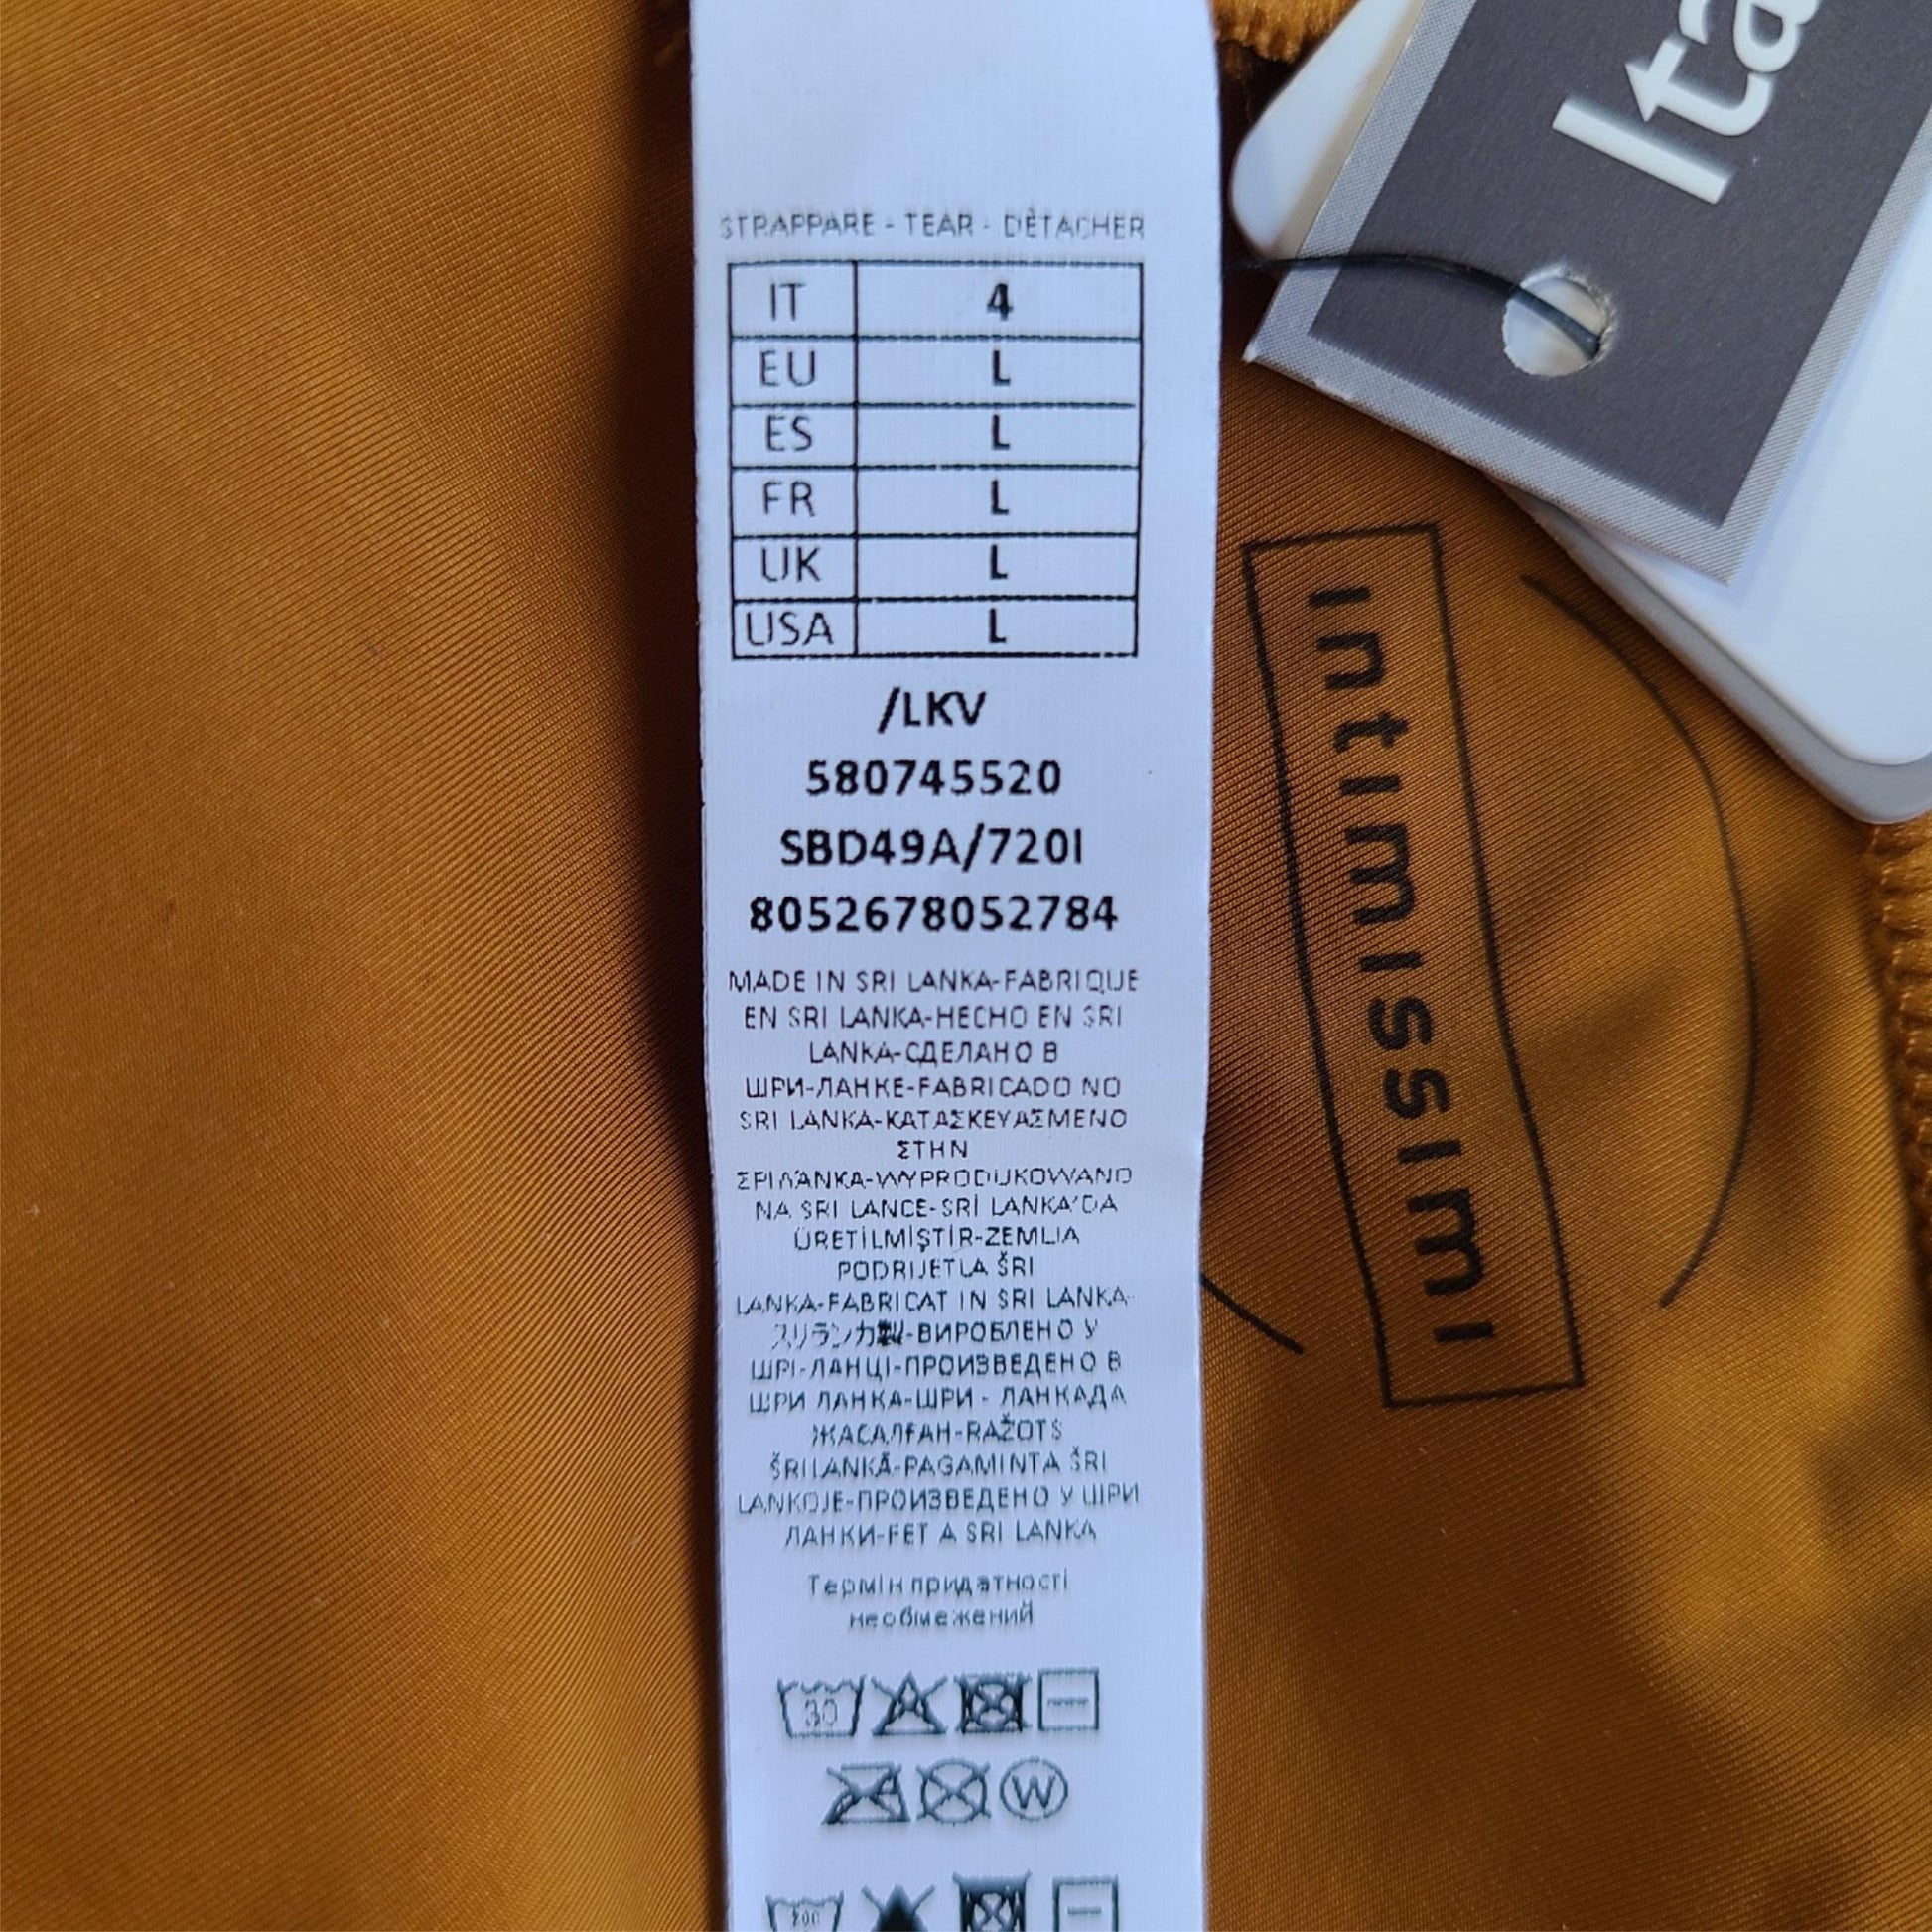 STRAPPARE - TEAR - DÈTACHER
IT 4
EU L
ES L
FR L
UK L
USA L
/LKV
580745520
SBD49A/720I
8052678052784
MADE IN SRI LANKA-FABRIQUE
EN SRI LANKA-HECHO EN SRI
LANKA-СДЕЛАНО В
ШРИ-ЛАНКЕ-FABRICADO NO
SRI LANKA-ΚΑΤΑΣΚΕΥΑΣΜΕΝΟ
ΣΤΗΝ
ΣΡΙΛΆΝΚΑ-WYPRODUKOWANO
NA SRI LANCE-SRİ LANKA'DA
ÜRETİLMİŞTİR-ZEMLJA
PODRIJETLA ŠRI
LANKA-FABRICAT IN SRI LANKA-
スリランカ製-ВИРОБЛЕНО У
ШРІ-ЛАНЦІ-ПРОИЗВЕДЕНО В
ШРИ ЛАНКА-ШРИ - ЛАНКАДА
ЖАСАЛҒАН-RAŽOTS
ŠRILANKĀ-PAGAMINTA ŠRI
LANKOJE-ПРОИЗВЕДЕНО У ШРИ
ЛАНКИ-FET A SRI LANKA
Термін придатності
необмежений
30
W
Ita
intimissimi